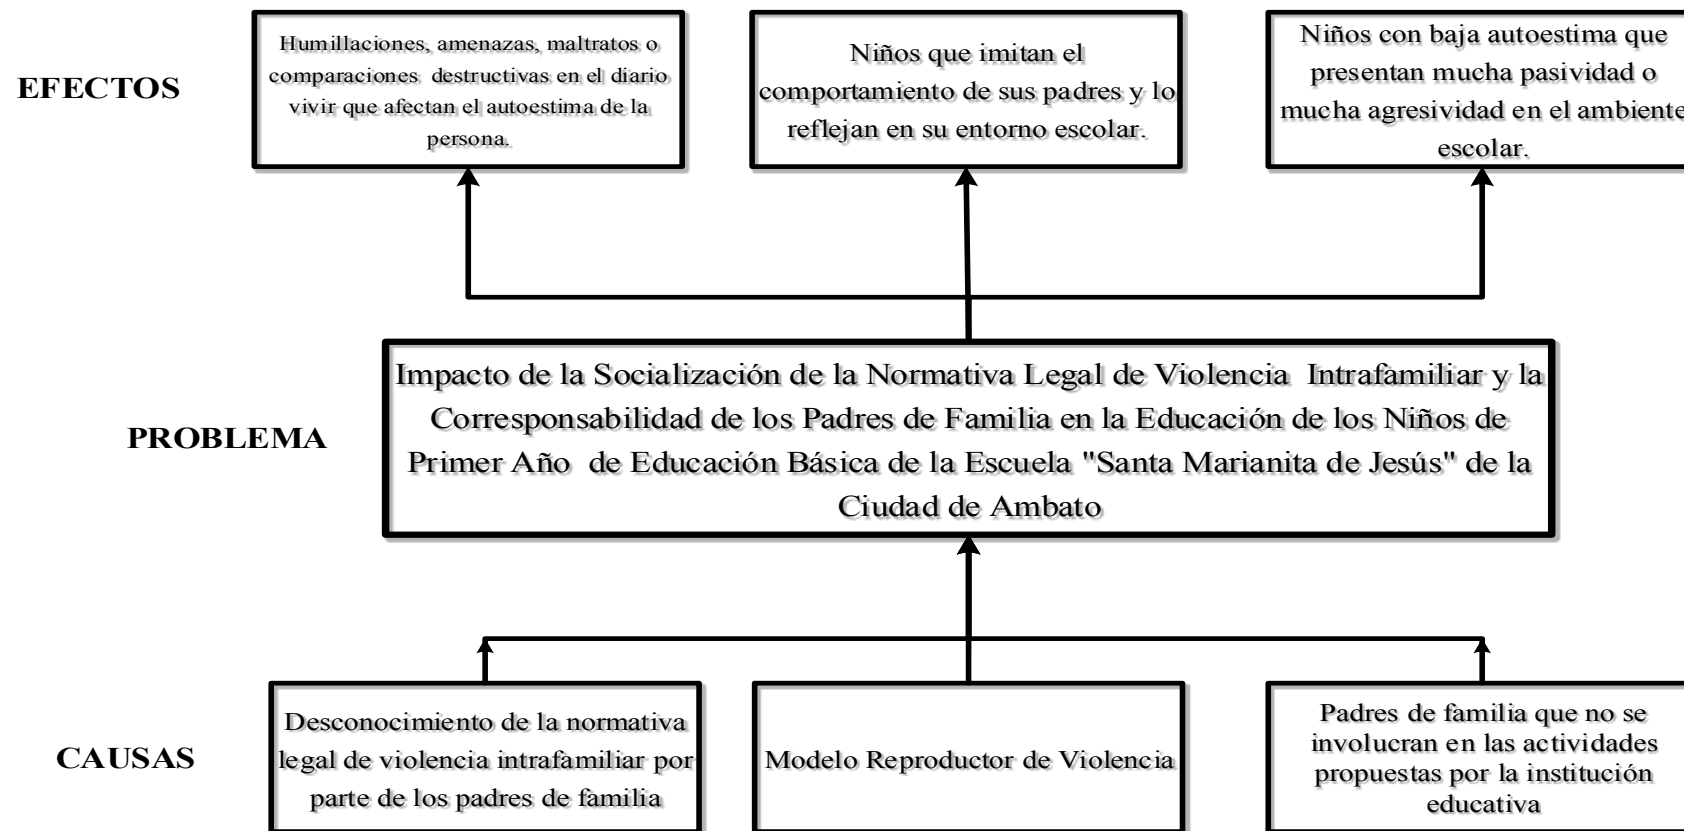 EFECTOS
Humillaciones, amenazas, maltratos o
comparaciones destructivas en el diario
vivir que afectan el autoestima de la
persona.
Niños que imitan el
comportamiento de sus padres y lo
reflejan en su entorno escolar.
Niños con baja autoestima que
presentan mucha pasividad o
mucha agresividad en el ambiente
escolar.
PROBLEMA
Impacto de la Socialización de la Normativa Legal de Violencia Intrafamiliar y la
Corresponsabilidad de los Padres de Familia en la Educación de los Niños de
Primer Año de Educación Básica de la Escuela "Santa Marianita de Jesús" de la
Ciudad de Ambato
CAUSAS
Desconocimiento de la normativa
legal de violencia intrafamiliar por
parte de los padres de familia
Modelo Reproductor de Violencia
Padres de familia que no se
involucran en las actividades
propuestas por la institución
educativa